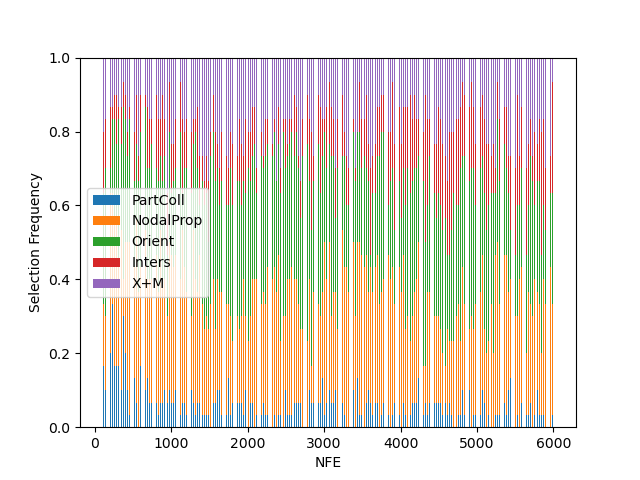 1.0
0.8
0.6
0.4
0.2
0.0
Selection Frequency
PartColl
NodalProp
Orient
Inters
X+M
0 1000 2000 3000 4000 5000 6000
NFE